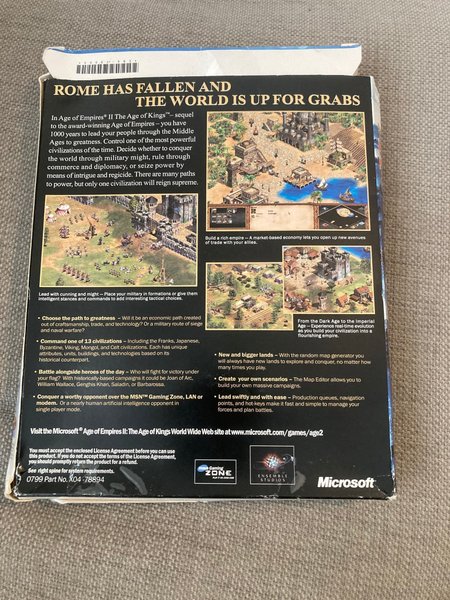 ROME HAS FALLEN AND
THE WORLD IS UP FOR GRABS
In Age of Empires® II The Age of Kings™– sequel
to the award-winning Age of Empires – you have
1000 years to lead your people through the Middle
Ages to greatness. Control one of the most powerful
civilizations of the time. Decide whether to conquer
the world through military might, rule through
commerce and diplomacy, or seize power by
means of intrigue and regicide. There are many paths
to power, but only one civilization will reign supreme.
Build a rich empire – A market-based economy lets you open up new avenues
of trade with your allies.
Lead with cunning and might – Place your military in formations or give them
intelligent stances and commands to add interesting tactical choices.
From the Dark Age to the Imperial
Age – Experience real-time evolution
as you build your civilization into a
flourishing empire.
• Choose the path to greatness – Will it be an economic path created
out of craftsmanship, trade, and technology? Or a military route of siege
and naval warfare?
• Command one of 13 civilizations – Including the Franks, Japanese,
Byzantine, Viking, Mongol, and Celt civilizations. Each has unique
attributes, units, buildings, and technologies based on its
historical counterpart.
• Battle alongside heroes of the day – Who will fight for victory under
your flag? With historically-based campaigns it could be Joan of Arc,
William Wallace, Genghis Khan, Saladin, or Barbarossa.
• Conquer a worthy opponent over the MSN™ Gaming Zone, LAN or
modem. Or a nearly human artificial intelligence opponent in
single player mode.
• New and bigger lands – With the random map generator you
will always have new lands to explore and conquer, no matter how
many times you play.
• Create your own scenarios – The Map Editor allows you to
build your own massive campaigns.
• Lead swiftly and with ease – Production queues, navigation
points, and hot-keys make it fast and simple to manage your
forces and plan battles.
Visit the Microsoft® Age of Empires II: The Age of Kings World Wide Web site at www.microsoft.com/games/age2
You must accept the enclosed License Agreement before you can use
this product. If you do not accept the terms of the License Agreement,
you should promptly return the product for a refund.
See right spine for system requirements.
0799 Part No. X04-78894
Gaming
ZONE
ENSEMBLE
STUDIOS
Microsoft